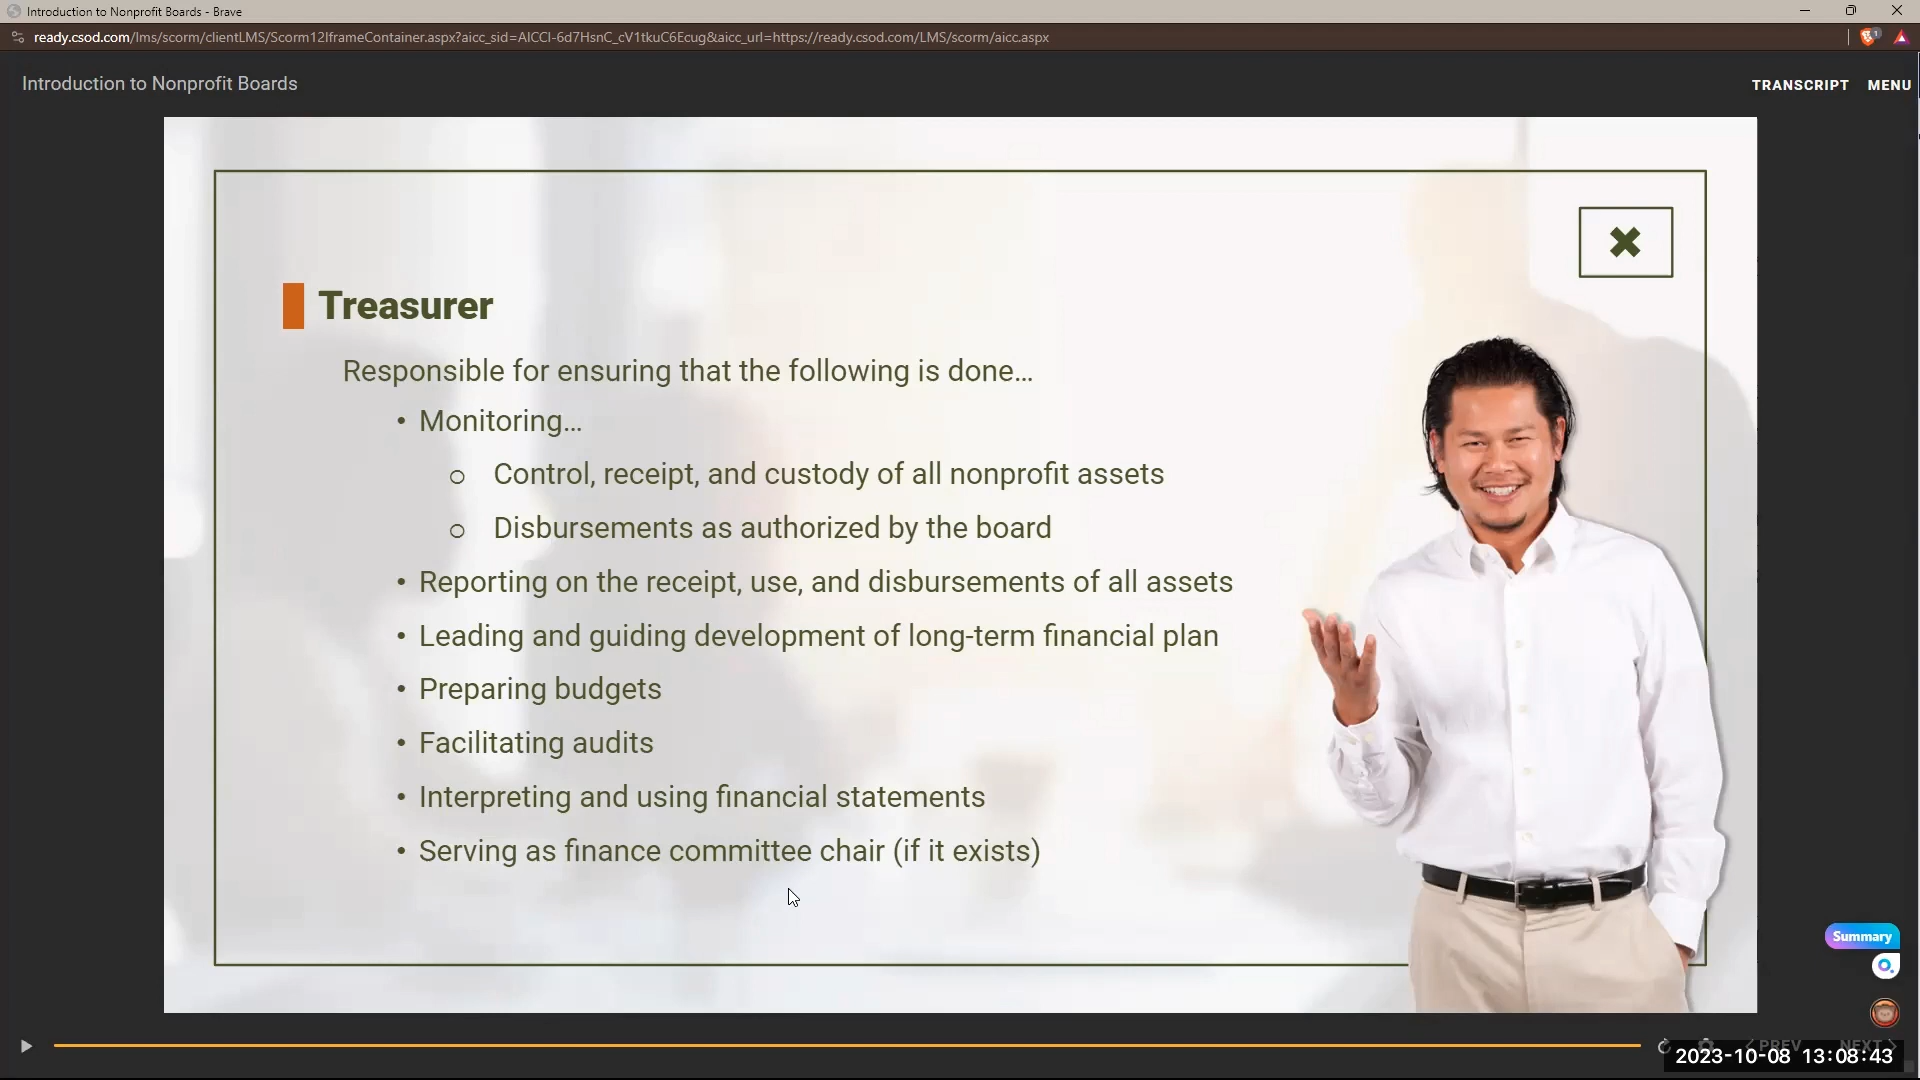 Introduction to Nonprofit Boards - Brave
ready.csod.com/lms/scorm/clientLMS/Scorm12IframeContainer.aspx?aicc_sid=AICCI-6d7HsnC_cV1tkuC6Ecug&aicc_url=https://ready.csod.com/LMS/scorm/aicc.aspx
1
Introduction to Nonprofit Boards
TRANSCRIPT MENU
Treasurer
Responsible for ensuring that the following is done...
• Monitoring...
o Control, receipt, and custody of all nonprofit assets
o Disbursements as authorized by the board
• Reporting on the receipt, use, and disbursements of all assets
• Leading and guiding development of long-term financial plan
• Preparing budgets
• Facilitating audits
• Interpreting and using financial statements
• Serving as finance committee chair (if it exists)
Summary
< PREV NEXT >
2023-10-08 13:08:43